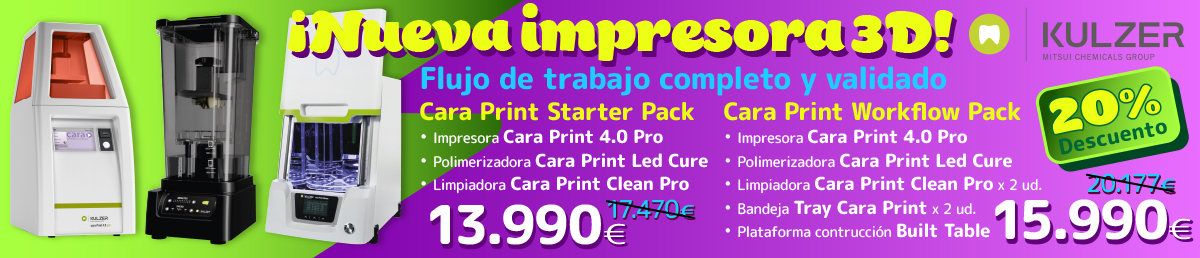 ¡Nueva impresora 3D!
KULZER
MITSUI CHEMICALS GROUP
Flujo de trabajo completo y validado
Cara Print Starter Pack
• Impresora Cara Print 4.0 Pro
• Polimerizadora Cara Print Led Cure
• Limpiadora Cara Print Clean Pro
17.470€
13.990€
Cara Print Workflow Pack
• Impresora Cara Print 4.0 Pro
• Polimerizadora Cara Print Led Cure
• Limpiadora Cara Print Clean Pro x 2 ud.
• Bandeja Tray Cara Print x 2 ud.
• Plataforma contrucción Built Table
20.177€
15.990€
20%
Descuento
cara
KULZER